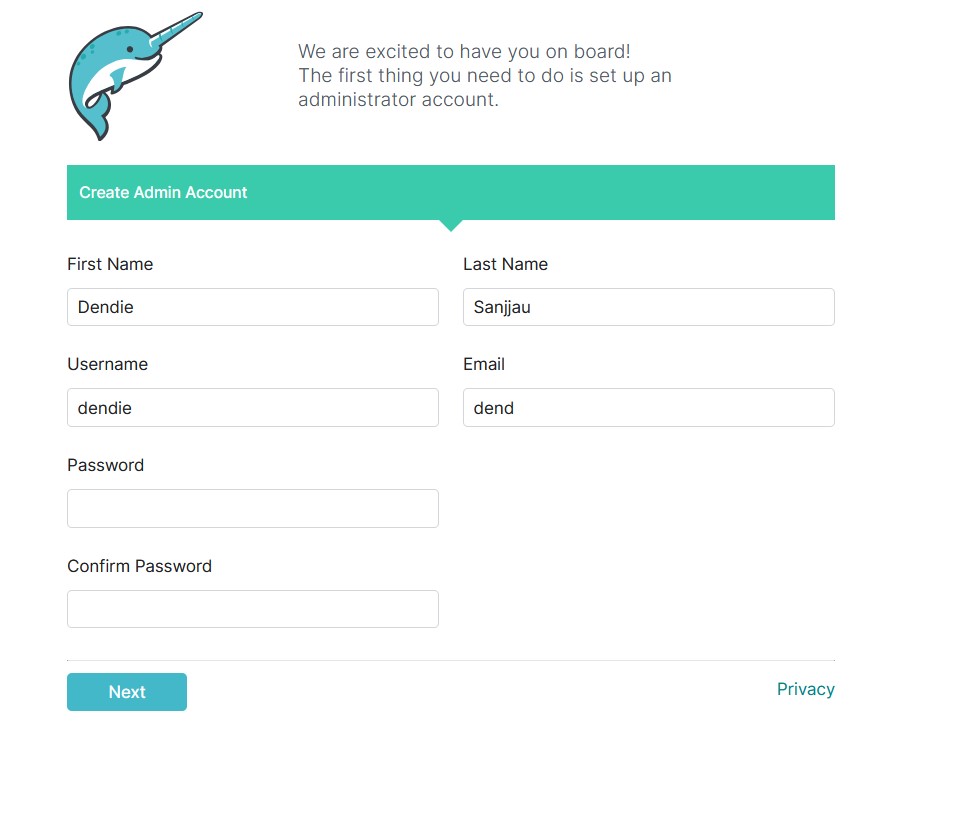 We are excited to have you on board!
The first thing you need to do is set up an
administrator account.
Create Admin Account
First Name
Last Name
Dendie
Sanjjau
Username
Email
dendie
dend
Password
Confirm Password
Next
Privacy